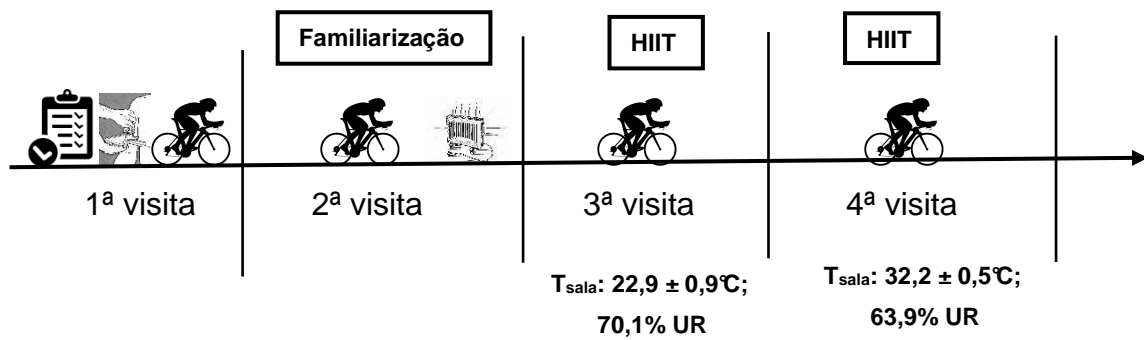 Familiarização
HIIT
HIIT
1ª visita
2ª visita
3ª visita
4ª visita
Tsala: 22,9 ± 0,9°C;
70,1% UR
Tsala: 32,2 ± 0,5°C;
63,9% UR